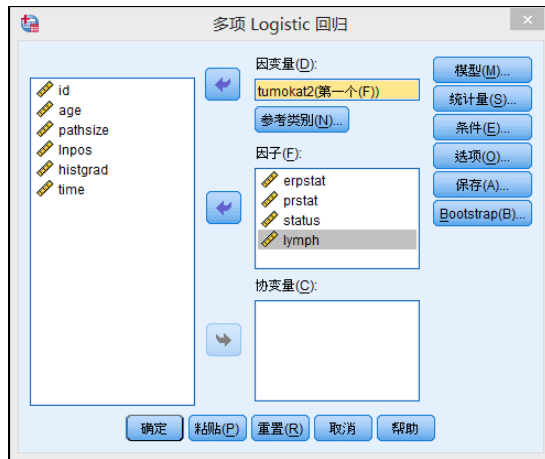 多项 Logistic 回归
id
age
pathsize
lnpos
histgrad
time
因变量(D):
tumokat2(第一个(F))
参考类别(N)...
因子(F):
erpstat
prstat
status
lymph
协变量(C):
模型(M)...
统计量(S)...
条件(E)...
选项(O)...
保存(A)...
Bootstrap(B)...
确定
粘贴(P)
重置(R)
取消
帮助